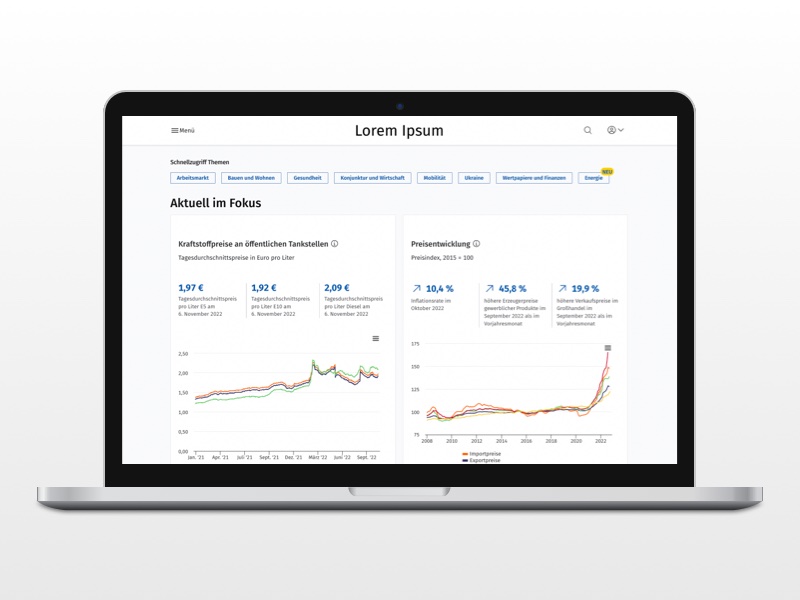 Menü
Lorem Ipsum
Schnellzugriff Themen
Arbeitsmarkt
Bauen und Wohnen
Gesundheit
Konjunktur und Wirtschaft
Mobilität
Ukraine
Wertpapiere und Finanzen
Energie
NEU
Aktuell im Fokus
Kraftstoffpreise an öffentlichen Tankstellen
Tagesdurchschnittspreise in Euro pro Liter
1,97 €
Tagesdurchschnittspreis
pro Liter E5 am
6. November 2022
1,92 €
Tagesdurchschnittspreis
pro Liter E10 am
6. November 2022
2,09 €
Tagesdurchschnittspreis
pro Liter Diesel am
6. November 2022
2,50
2,00
1,50
1,00
0,50
0,00
Jan. '21
Apr. '21
Juli '21
Sept. '21
Dez. '21
März '22
Juni '22
Sept. '22
Preisentwicklung
Preisindex, 2015 = 100
10,4 %
Inflationsrate im
Oktober 2022
45,8 %
höhere Erzeugerpreise
gewerblicher Produkte im
September 2022 als im
Vorjahresmonat
19,9 %
höhere Verkaufspreise im
Großhandel im
September 2022 als im
Vorjahresmonat
175
150
125
100
75
2008
2010
2012
2014
2016
2018
2020
2022
Importpreise
Exportpreise